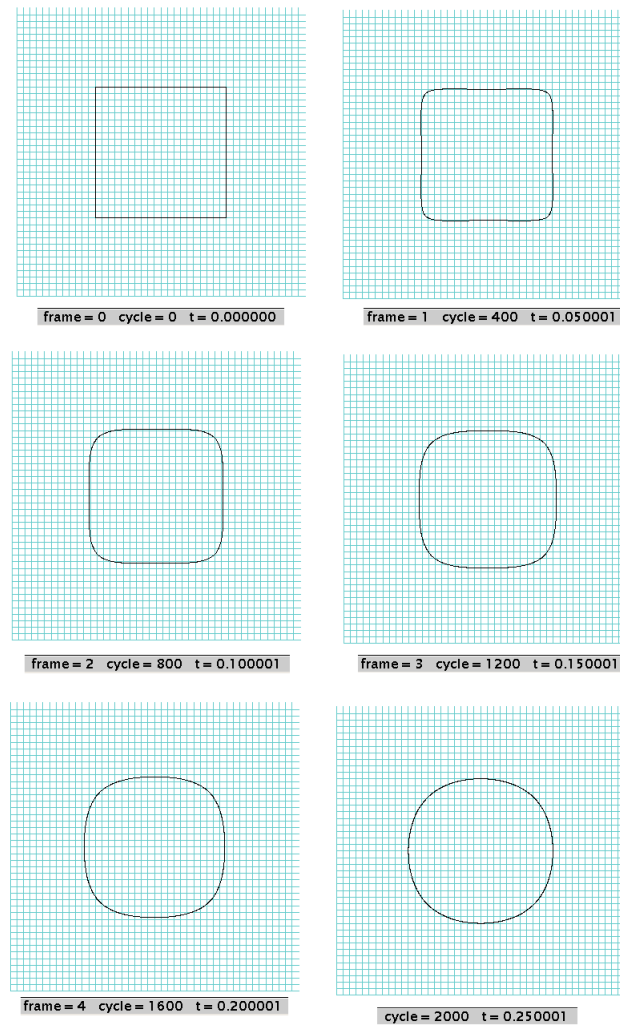 frame = 0 cycle = 0 t = 0.000000
frame = 1 cycle = 400 t = 0.050001
frame = 2 cycle = 800 t = 0.100001
frame = 3 cycle = 1200 t = 0.150001
frame = 4 cycle = 1600 t = 0.200001
cycle = 2000 t = 0.250001